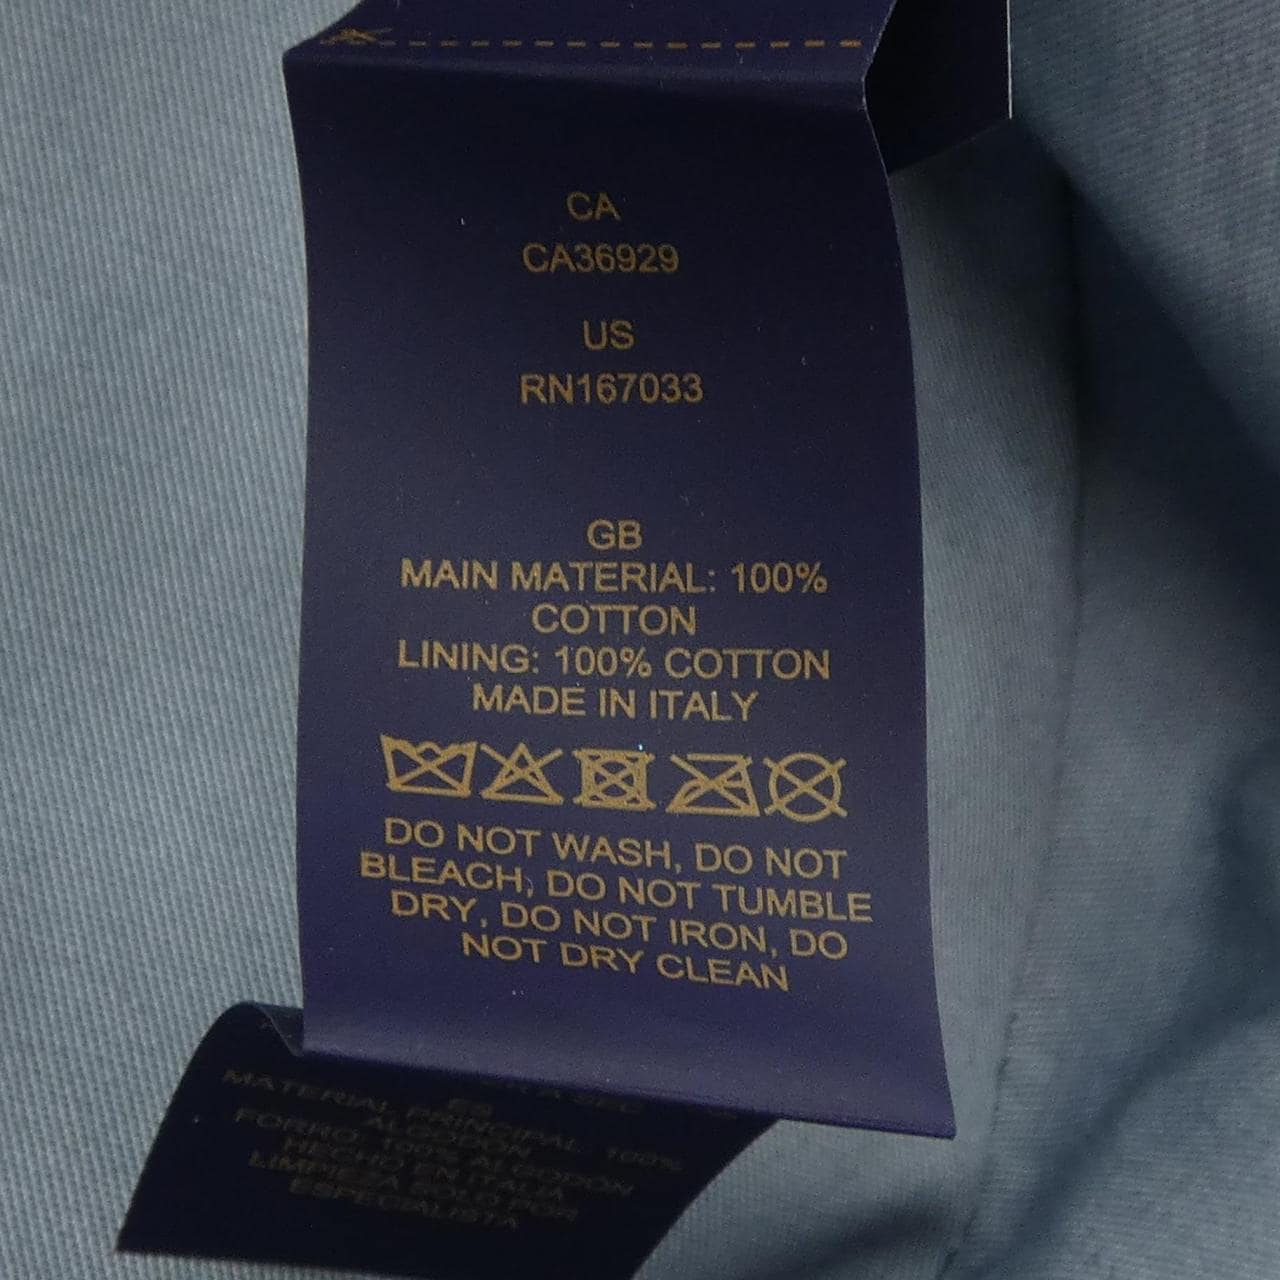 CA
CA36929
US
RN167033
GB
MAIN MATERIAL: 100%
COTTON
LINING: 100% COTTON
MADE IN ITALY
DO NOT WASH, DO NOT
BLEACH, DO NOT TUMBLE
DRY, DO NOT IRON, DO
NOT DRY CLEAN
ES
MATERIAL PRINCIPAL: 100%
ALGODÓN
FORRO: 100% ALGODÓN
HECHO EN ITALIA
LIMPIEZA SOLO POR
ESPECIALISTA